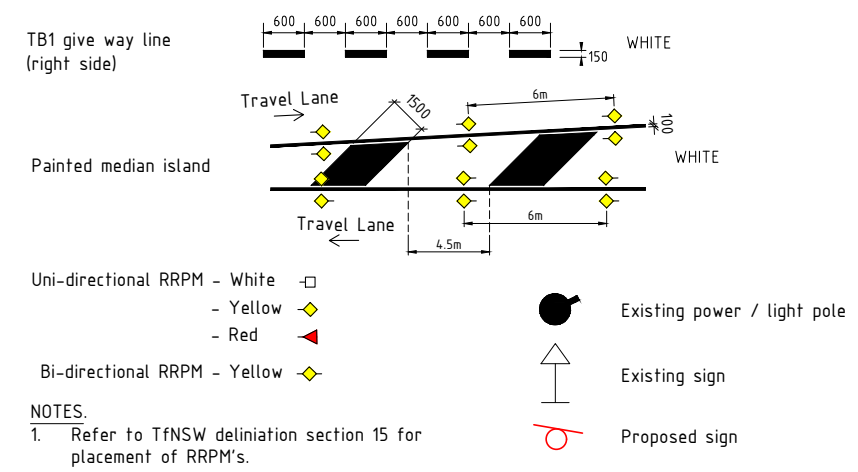 600 600 600 600 600 600 600
TB1 give way line
(right side)
WHITE
150
Travel Lane
1500
6m
100
Painted median island
WHITE
Travel Lane
6m
4.5m
Uni-directional RRPM - White
- Yellow
- Red
Bi-directional RRPM - Yellow
Existing power / light pole
Existing sign
Proposed sign
NOTES.
1. Refer to TfNSW deliniation section 15 for
placement of RRPM's.